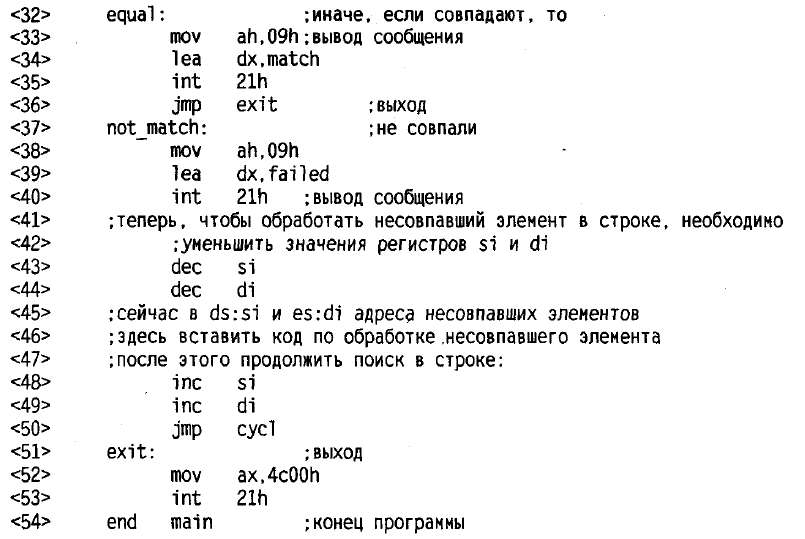 <32> equal: ;иначе, если совпадают, то
<33> mov ah,09h ;вывод сообщения
<34> lea dx,match
<35> int 21h
<36> jmp exit ;выход
<37> not_match: ;не совпали
<38> mov ah,09h
<39> lea dx,failed
<40> int 21h ;вывод сообщения
<41> ;теперь, чтобы обработать несовпавший элемент в строке, необходимо
<42> ;уменьшить значения регистров si и di
<43> dec si
<44> dec di
<45> ;сейчас в ds:si и es:di адреса несовпавших элементов
<46> ;здесь вставить код по обработке несовпавшего элемента
<47> ;после этого продолжить поиск в строке:
<48> inc si
<49> inc di
<50> jmp cycl
<51> exit: ;выход
<52> mov ax,4c00h
<53> int 21h
<54> end main ;конец программы